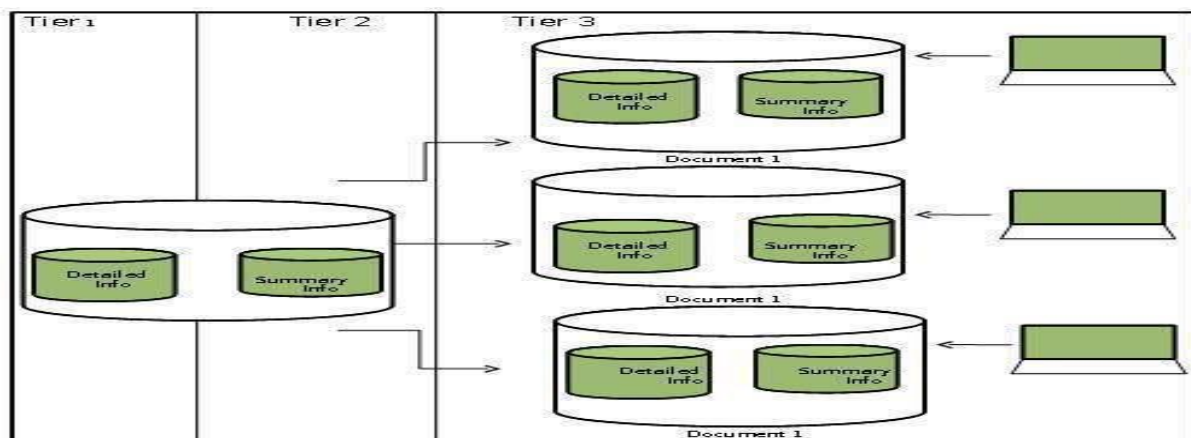 Tier 1
Tier 2
Tier 3
Detailed
Info
Summary
Info
Document 1
Detailed
Info
Summary
Info
Detailed
Info
Summary
Info
Document 1
Detailed
Info
Summary
Info
Document 1